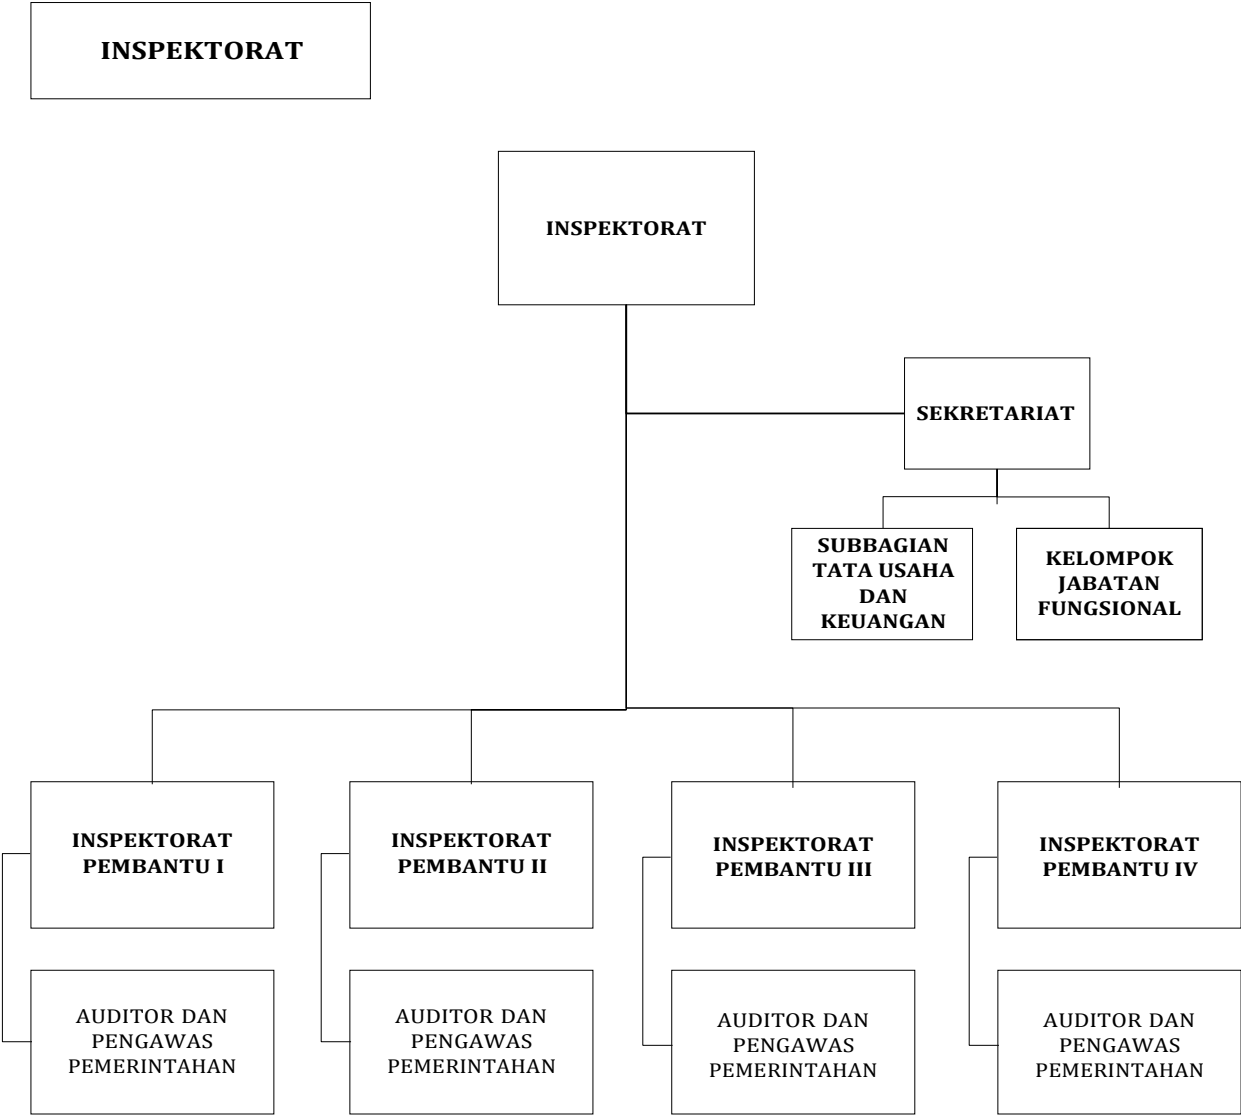 INSPEKTORAT
INSPEKTORAT
SEKRETARIAT
SUBBAGIAN
TATA USAHA
DAN
KEUANGAN
KELOMPOK
JABATAN
FUNGSIONAL
INSPEKTORAT
PEMBANTU I
INSPEKTORAT
PEMBANTU II
INSPEKTORAT
PEMBANTU III
INSPEKTORAT
PEMBANTU IV
AUDITOR DAN
PENGAWAS
PEMERINTAHAN
AUDITOR DAN
PENGAWAS
PEMERINTAHAN
AUDITOR DAN
PENGAWAS
PEMERINTAHAN
AUDITOR DAN
PENGAWAS
PEMERINTAHAN